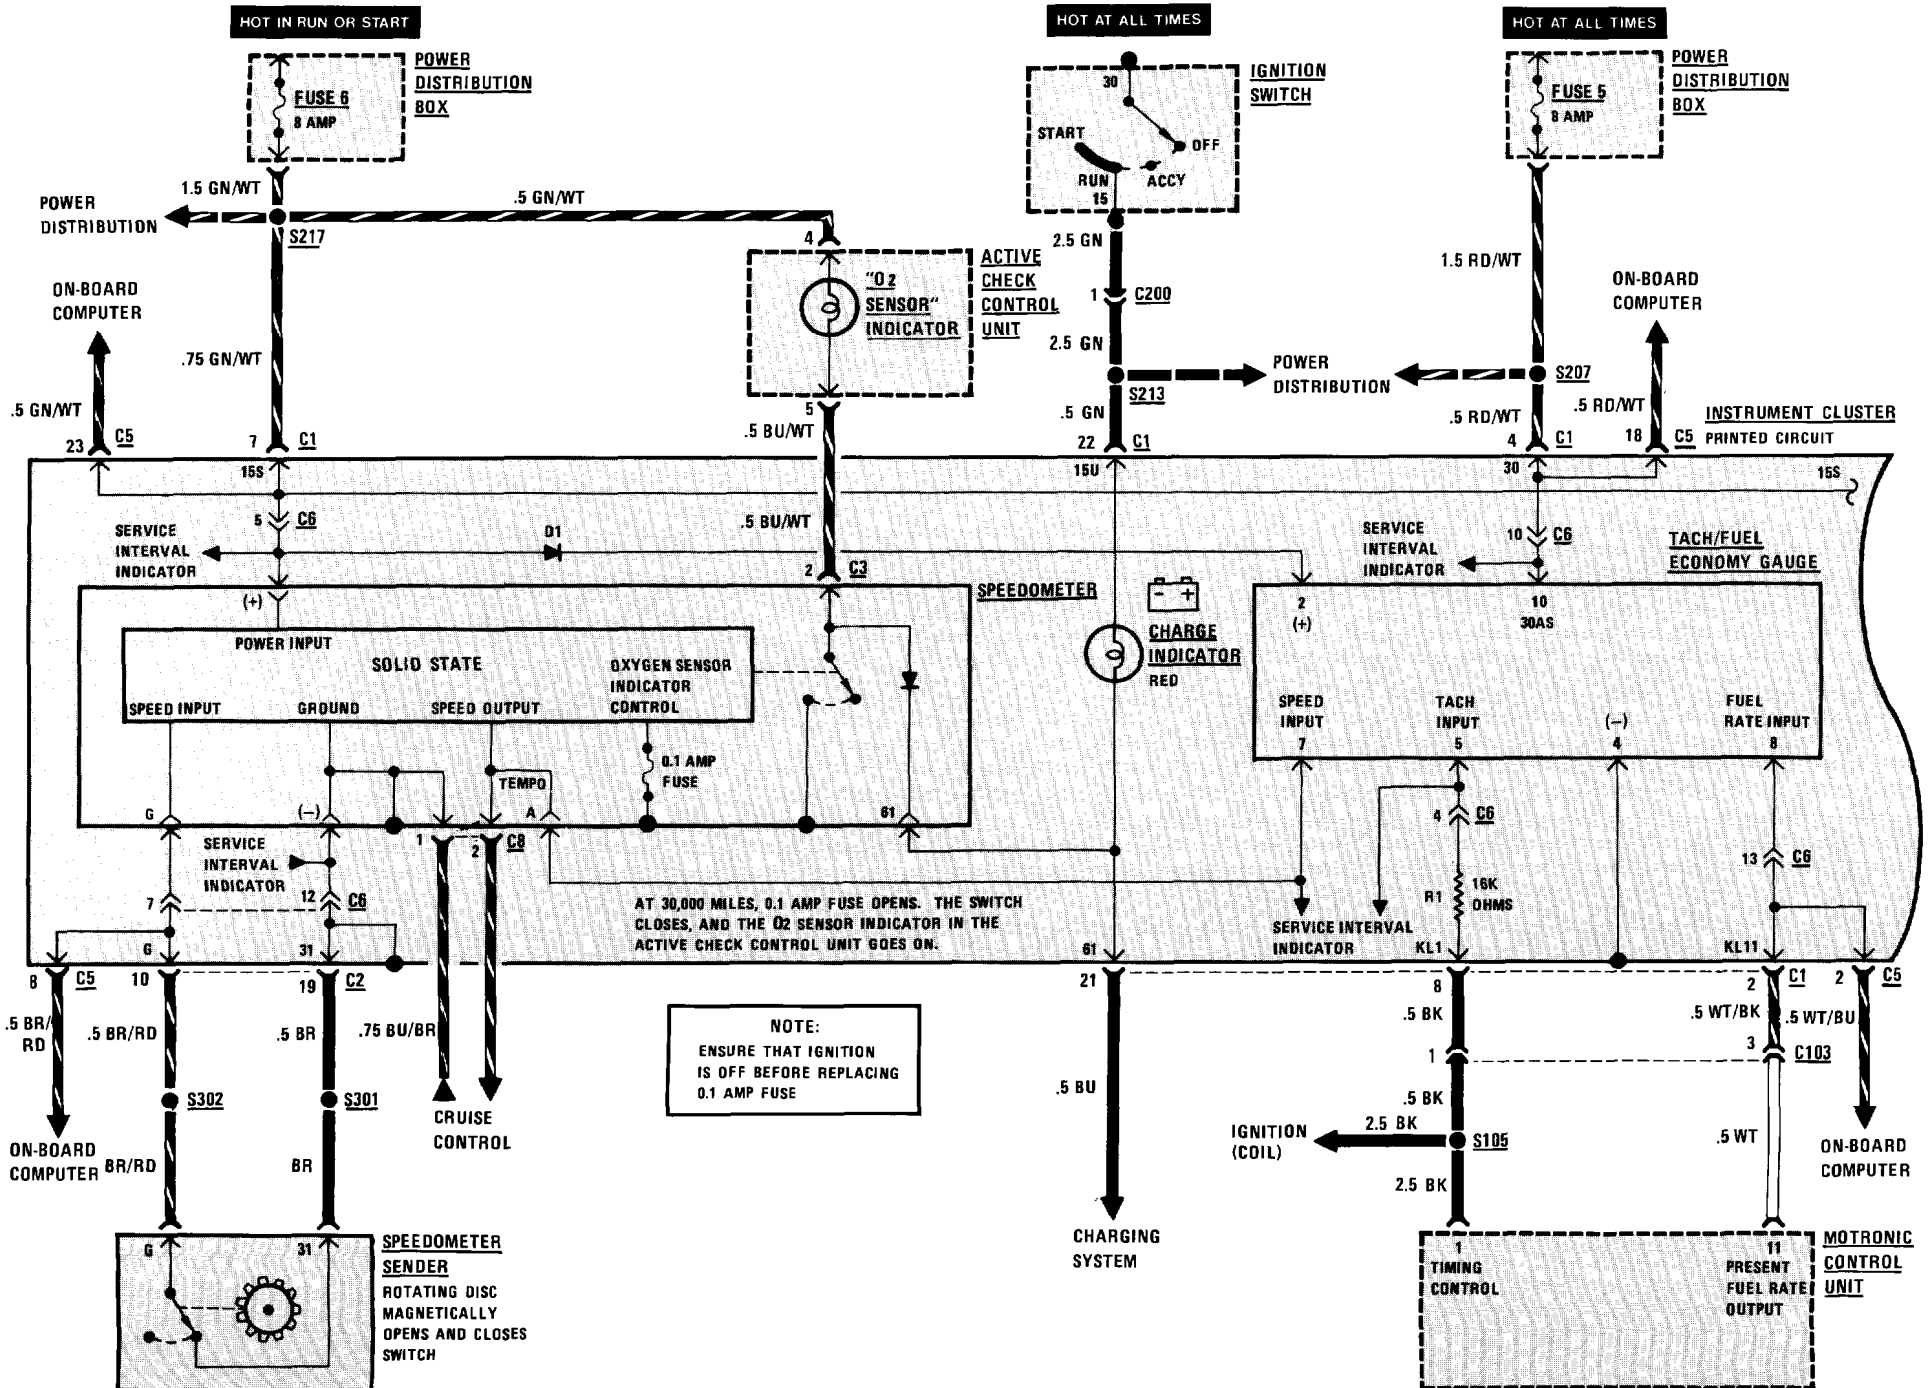 HOT IN RUN OR START
HOT AT ALL TIMES
HOT AT ALL TIMES
POWER
DISTRIBUTION
BOX
FUSE 6
8 AMP
IGNITION
SWITCH
30
START
OFF
RUN
ACCY
15
POWER
DISTRIBUTION
BOX
FUSE 5
8 AMP
1.5 GN/WT
.5 GN/WT
POWER
DISTRIBUTION
S217
4
ACTIVE
CHECK
CONTROL
UNIT
"O2
SENSOR"
INDICATOR
2.5 GN
1
C200
2.5 GN
1.5 RD/WT
ON-BOARD
COMPUTER
ON-BOARD
COMPUTER
.75 GN/WT
POWER
DISTRIBUTION
S213
S207
.5 GN/WT
5
.5 BU/WT
.5 GN
.5 RD/WT
.5 RD/WT
INSTRUMENT CLUSTER
PRINTED CIRCUIT
23
C5
7
C1
22
C1
4
C1
18
C5
15S
15U
30
15S
5
C6
.5 BU/WT
SERVICE
INTERVAL
INDICATOR
D1
SERVICE
INTERVAL
INDICATOR
10
C6
TACH/FUEL
ECONOMY GAUGE
2
C3
SPEEDOMETER
(+)
POWER INPUT
SOLID STATE
OXYGEN SENSOR
INDICATOR
CONTROL
SPEED INPUT
GROUND
SPEED OUTPUT
- +
CHARGE
INDICATOR
RED
2
(+)
10
30AS
SPEED
INPUT
7
TACH
INPUT
5
(-)
4
FUEL
RATE INPUT
8
0.1 AMP
FUSE
TEMPO
G
(-)
A
61
1
2
C8
SERVICE
INTERVAL
INDICATOR
4
C6
13
C6
7
12
C6
R1
16K
OHMS
AT 30,000 MILES, 0.1 AMP FUSE OPENS. THE SWITCH
CLOSES, AND THE O2 SENSOR INDICATOR IN THE
ACTIVE CHECK CONTROL UNIT GOES ON.
SERVICE INTERVAL
INDICATOR
G
31
61
KL1
KL11
8
C5
10
19
C2
21
8
2
C1
2
C5
.5 BR/
RD
.5 BR/RD
.5 BR
.75 BU/BR
NOTE:
ENSURE THAT IGNITION
IS OFF BEFORE REPLACING
0.1 AMP FUSE
.5 BK
.5 WT/BK
.5 WT/BU
1
3
C103
.5 BU
.5 BK
S302
S301
CRUISE
CONTROL
IGNITION
(COIL)
2.5 BK
S105
.5 WT
ON-BOARD
COMPUTER
BR/RD
BR
2.5 BK
ON-BOARD
COMPUTER
CHARGING
SYSTEM
G
31
SPEEDOMETER
SENDER
ROTATING DISC
MAGNETICALLY
OPENS AND CLOSES
SWITCH
1
TIMING
CONTROL
11
PRESENT
FUEL RATE
OUTPUT
MOTRONIC
CONTROL
UNIT